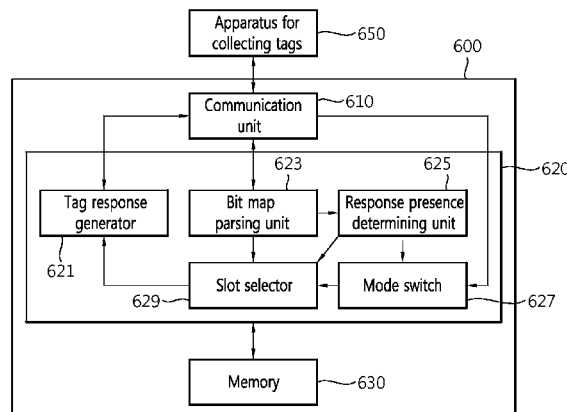 Apparatus for
collecting tags
650
600
Communication
unit
610
620
623
625
Tag response
generator
Bit map
parsing unit
Response presence
determining unit
621
Slot selector
Mode switch
629
627
Memory
630